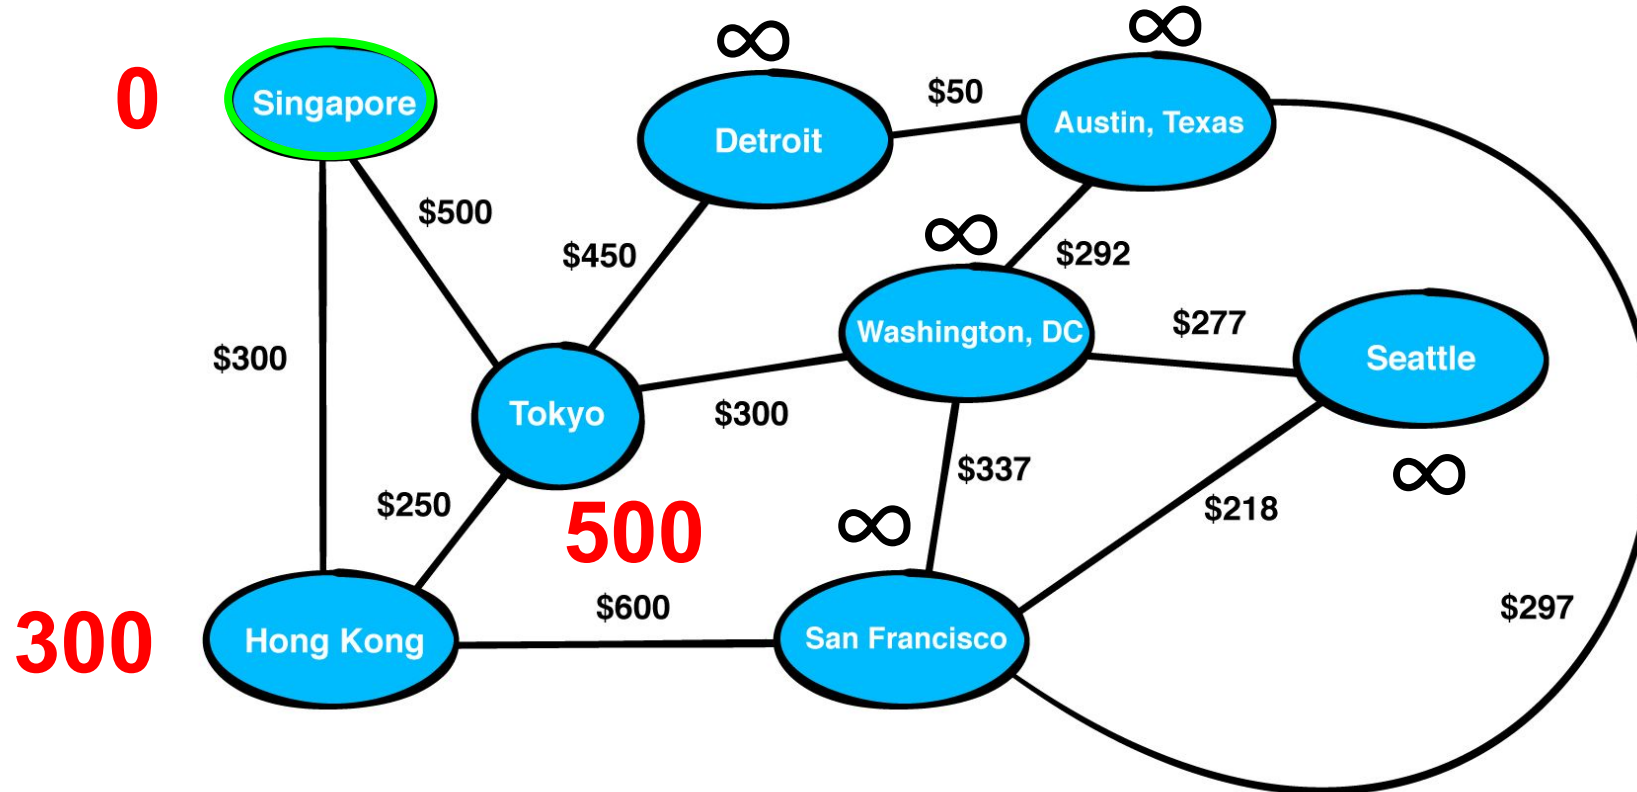 ∞
∞
0
Singapore
Detroit
$50
Austin, Texas
$500
$450
∞
$292
$300
Washington, DC
$277
Seattle
Tokyo
$300
$337
∞
$250
500
∞
$218
$600
$297
300
Hong Kong
San Francisco